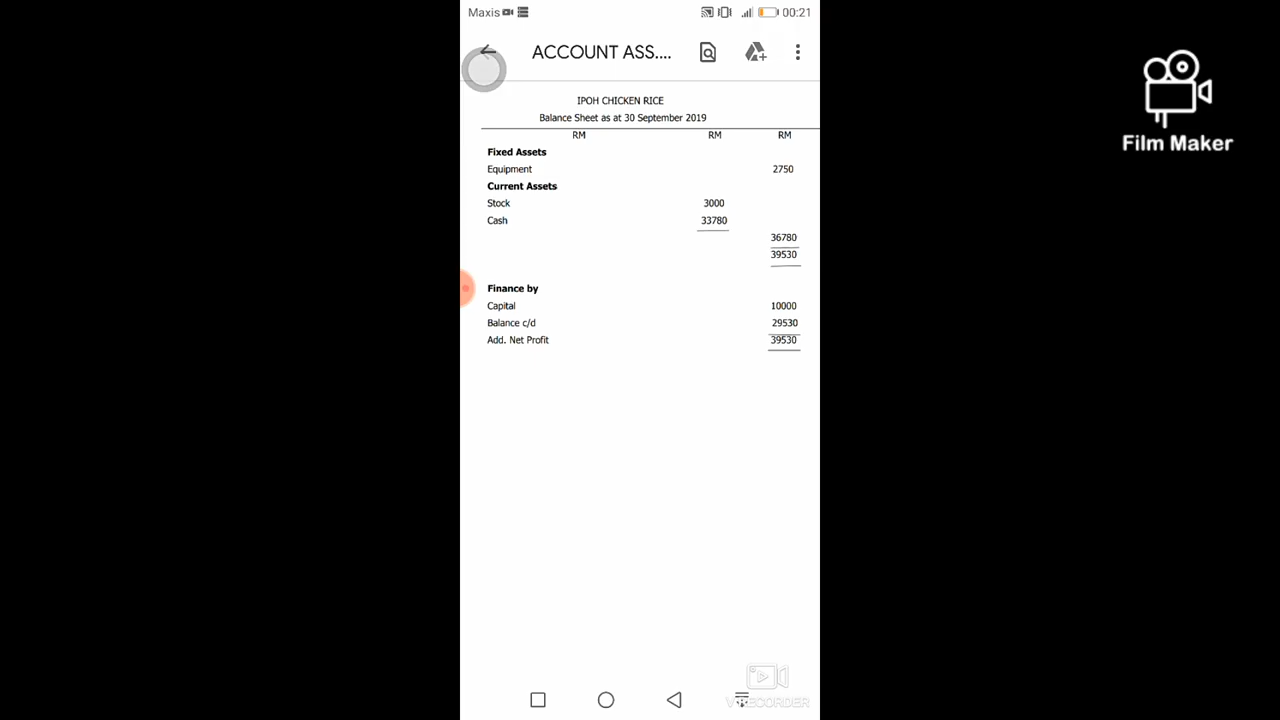 Maxis 00:21
ACCOUNT ASS....
IPOH CHICKEN RICE
Balance Sheet as at 30 September 2019
RM RM RM
Fixed Assets
Equipment 2750
Current Assets
Stock 3000
Cash 33780
36780
39530
Finance by
Capital 10000
Balance c/d 29530
Add. Net Profit 39530
Film Maker